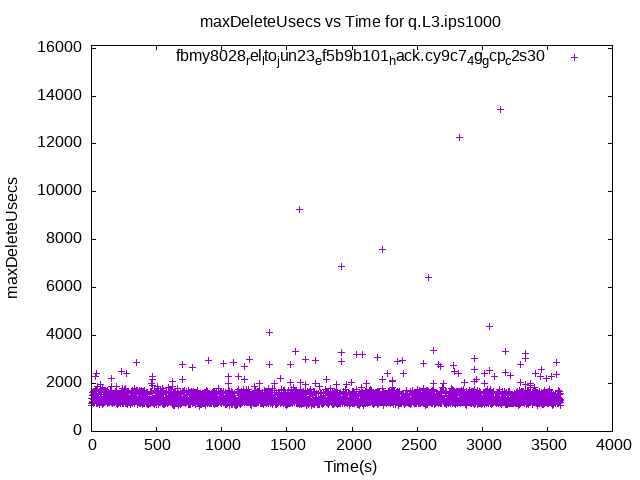 maxDeleteUsecs vs Time for q.L3.ips1000
16000
14000
12000
10000
8000
6000
4000
2000
0
maxDeleteUsecs
fbmy8028relltojun23ef5b9b101hack.cy9c74ggcpc2s30
0 500 1000 1500 2000 2500 3000 3500 4000
Time(s)